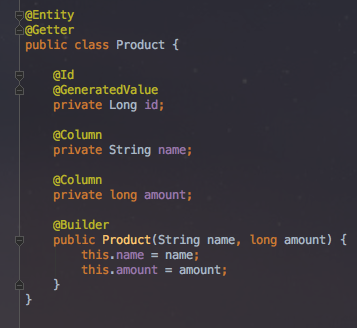 @Entity
@Getter
public class Product {
@Id
@GeneratedValue
private Long id;
@Column
private String name;
@Column
private long amount;
@Builder
public Product(String name, long amount) {
this.name = name;
this.amount = amount;
}
}